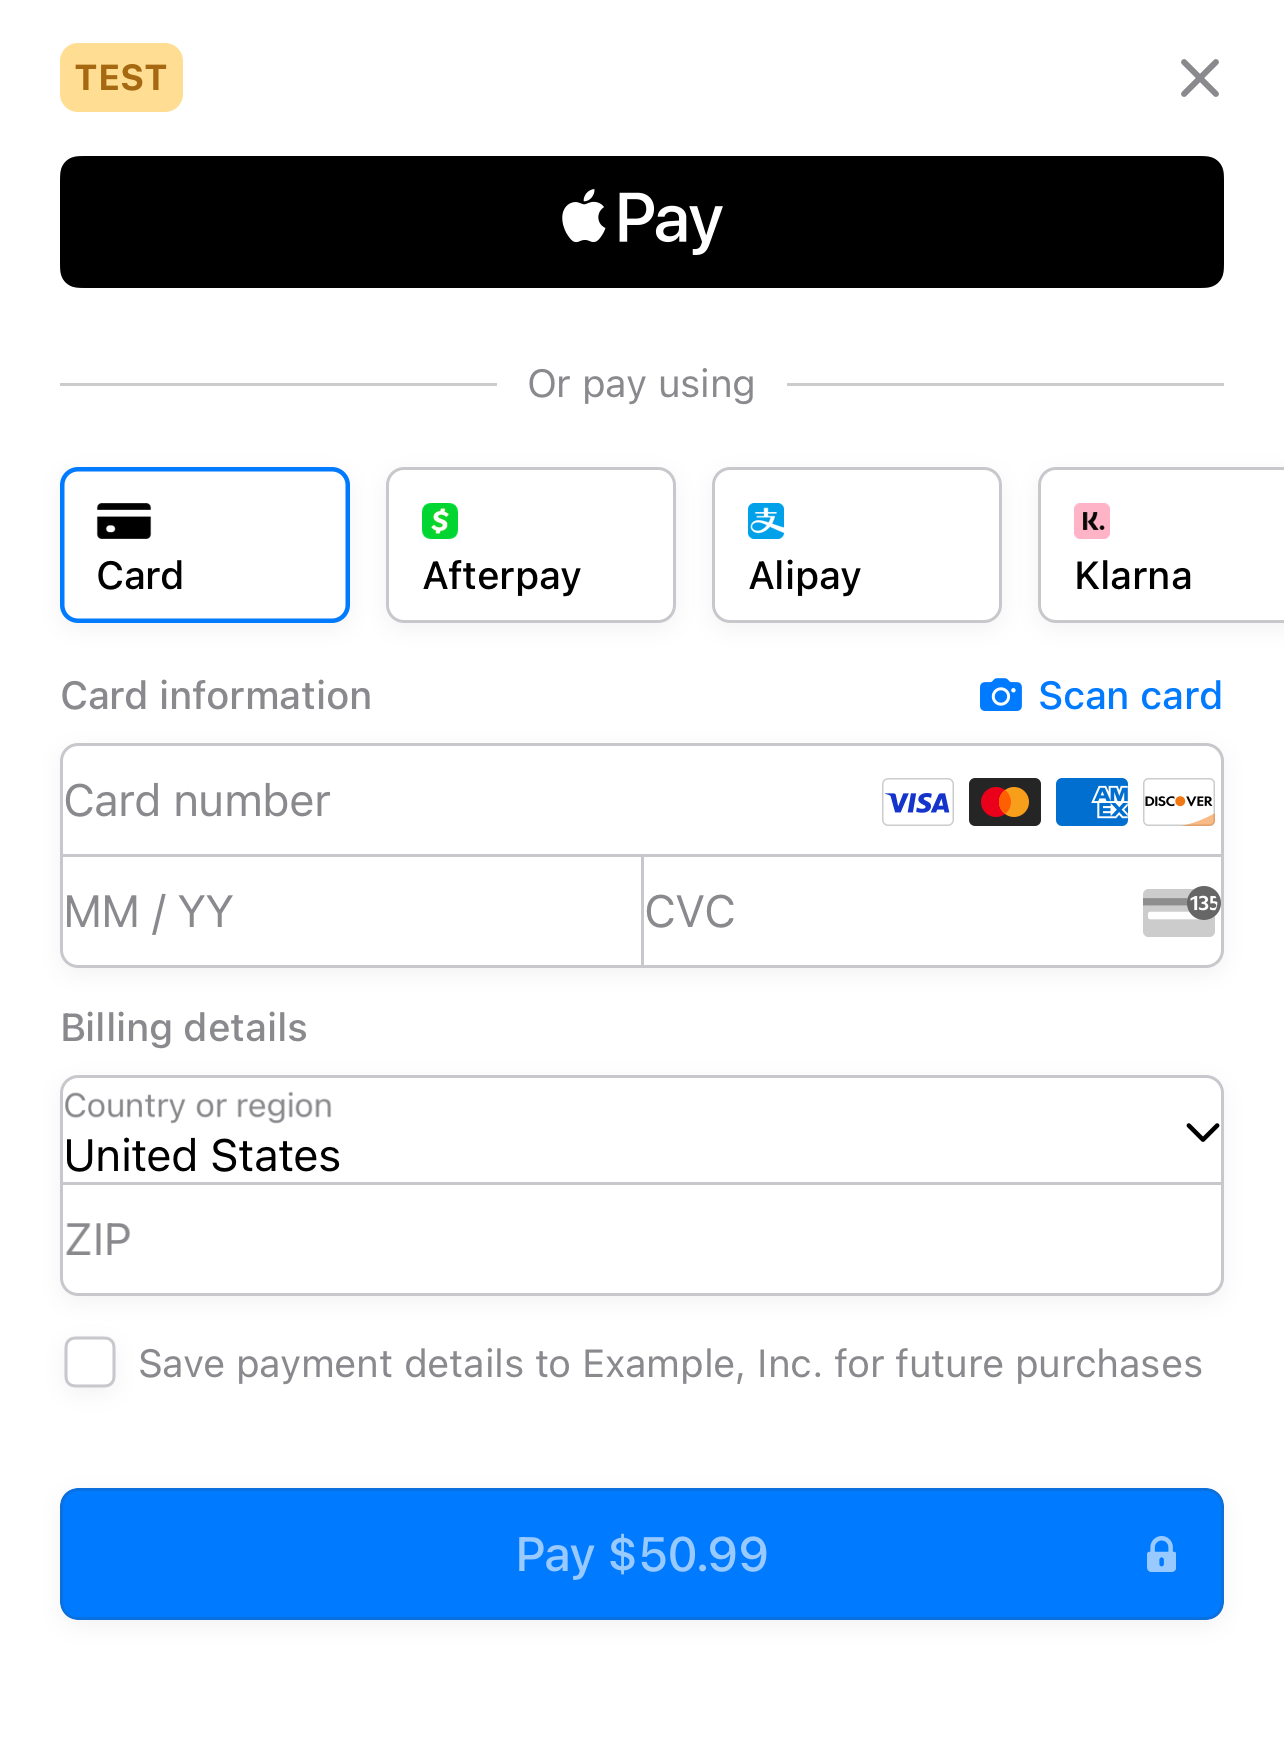 TEST
Pay
Or pay using
Card
Afterpay
支
Alipay
K.
Klarna
Card information
Scan card
Card number
VISA
AM
EX
DISCOVER
MM / YY
CVC
135
Billing details
Country or region
United States
ZIP
Save payment details to Example, Inc. for future purchases
Pay $50.99